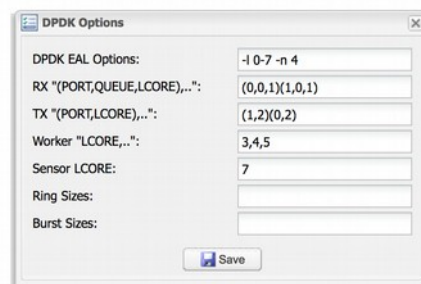 DPDK Options
DPDK EAL Options: -l 0-7 -n 4
RX "(PORT,QUEUE,LCORE),..": (0,0,1)(1,0,1)
TX "(PORT,LCORE),..": (1,2)(0,2)
Worker "LCORE,..": 3,4,5
Sensor LCORE: 7
Ring Sizes:
Burst Sizes:
Save